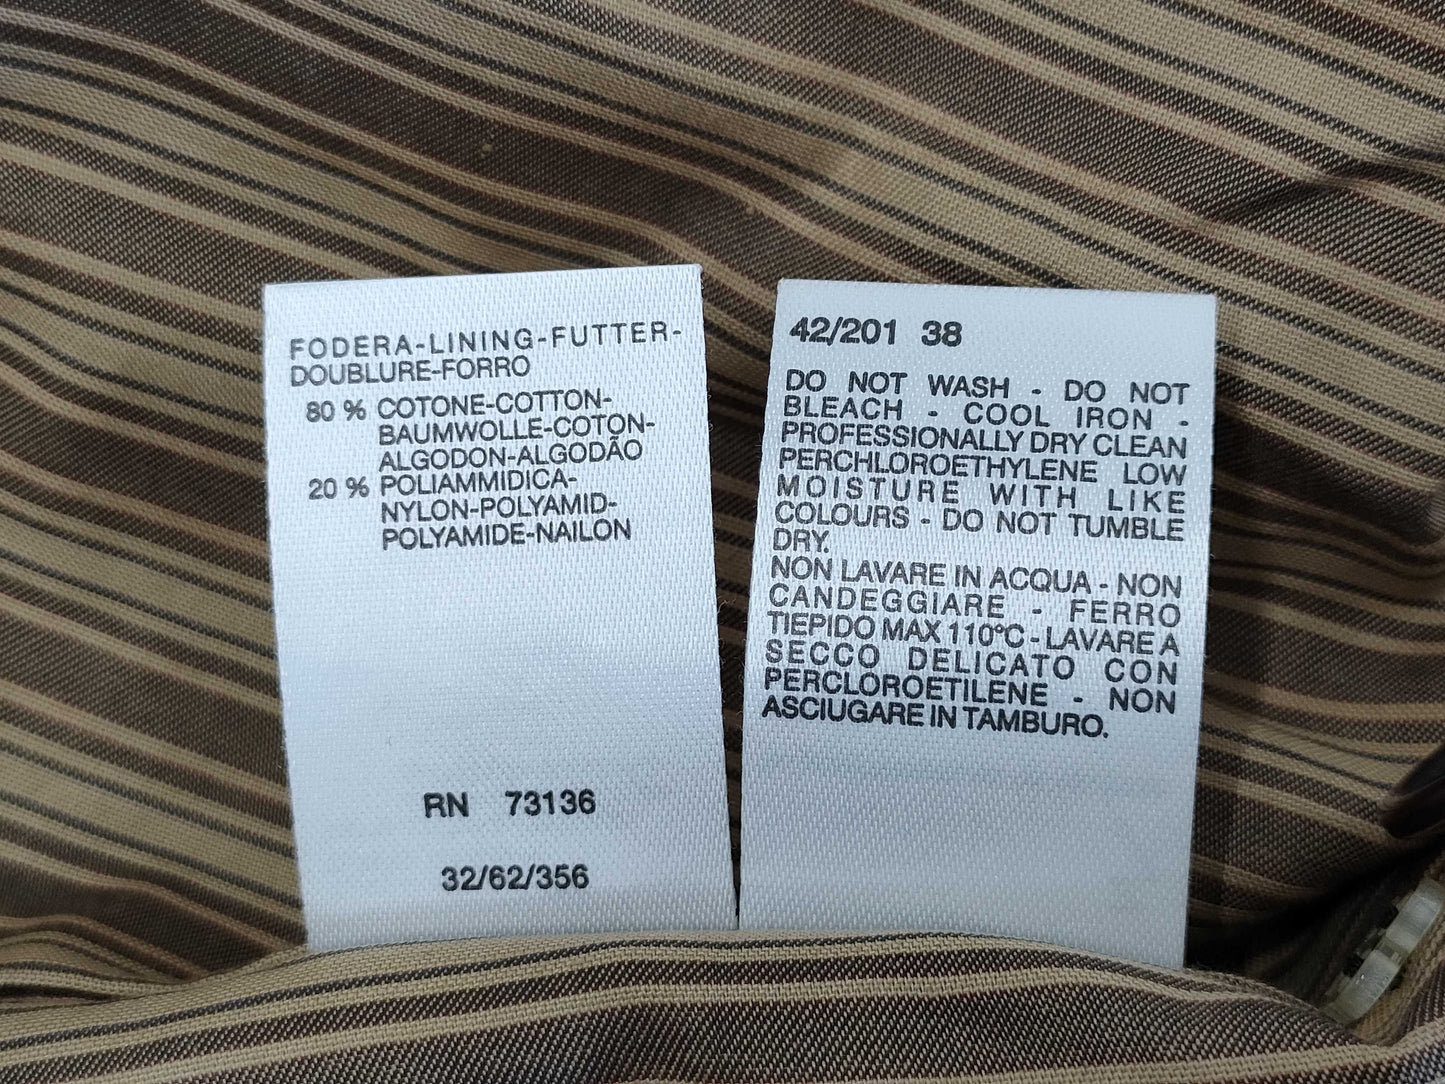 FODERA-LINING-FUTTER-
DOUBLURE-FORRO
80 % COTONE-COTTON-
BAUMWOLLE-COTON-
ALGODON-ALGODÃO
20 % POLIAMMIDICA-
NYLON-POLYAMID-
POLYAMIDE-NAILON
RN 73136
32/62/356
42/201 38
DO NOT WASH - DO NOT
BLEACH - COOL IRON -
PROFESSIONALLY DRY CLEAN
PERCHLOROETHYLENE LOW
MOISTURE WITH LIKE
COLOURS - DO NOT TUMBLE
DRY.
NON LAVARE IN ACQUA - NON
CANDEGGIARE - FERRO
TIEPIDO MAX 110°C - LAVARE A
SECCO DELICATO CON
PERCLOROETILENE - NON
ASCIUGARE IN TAMBURO.